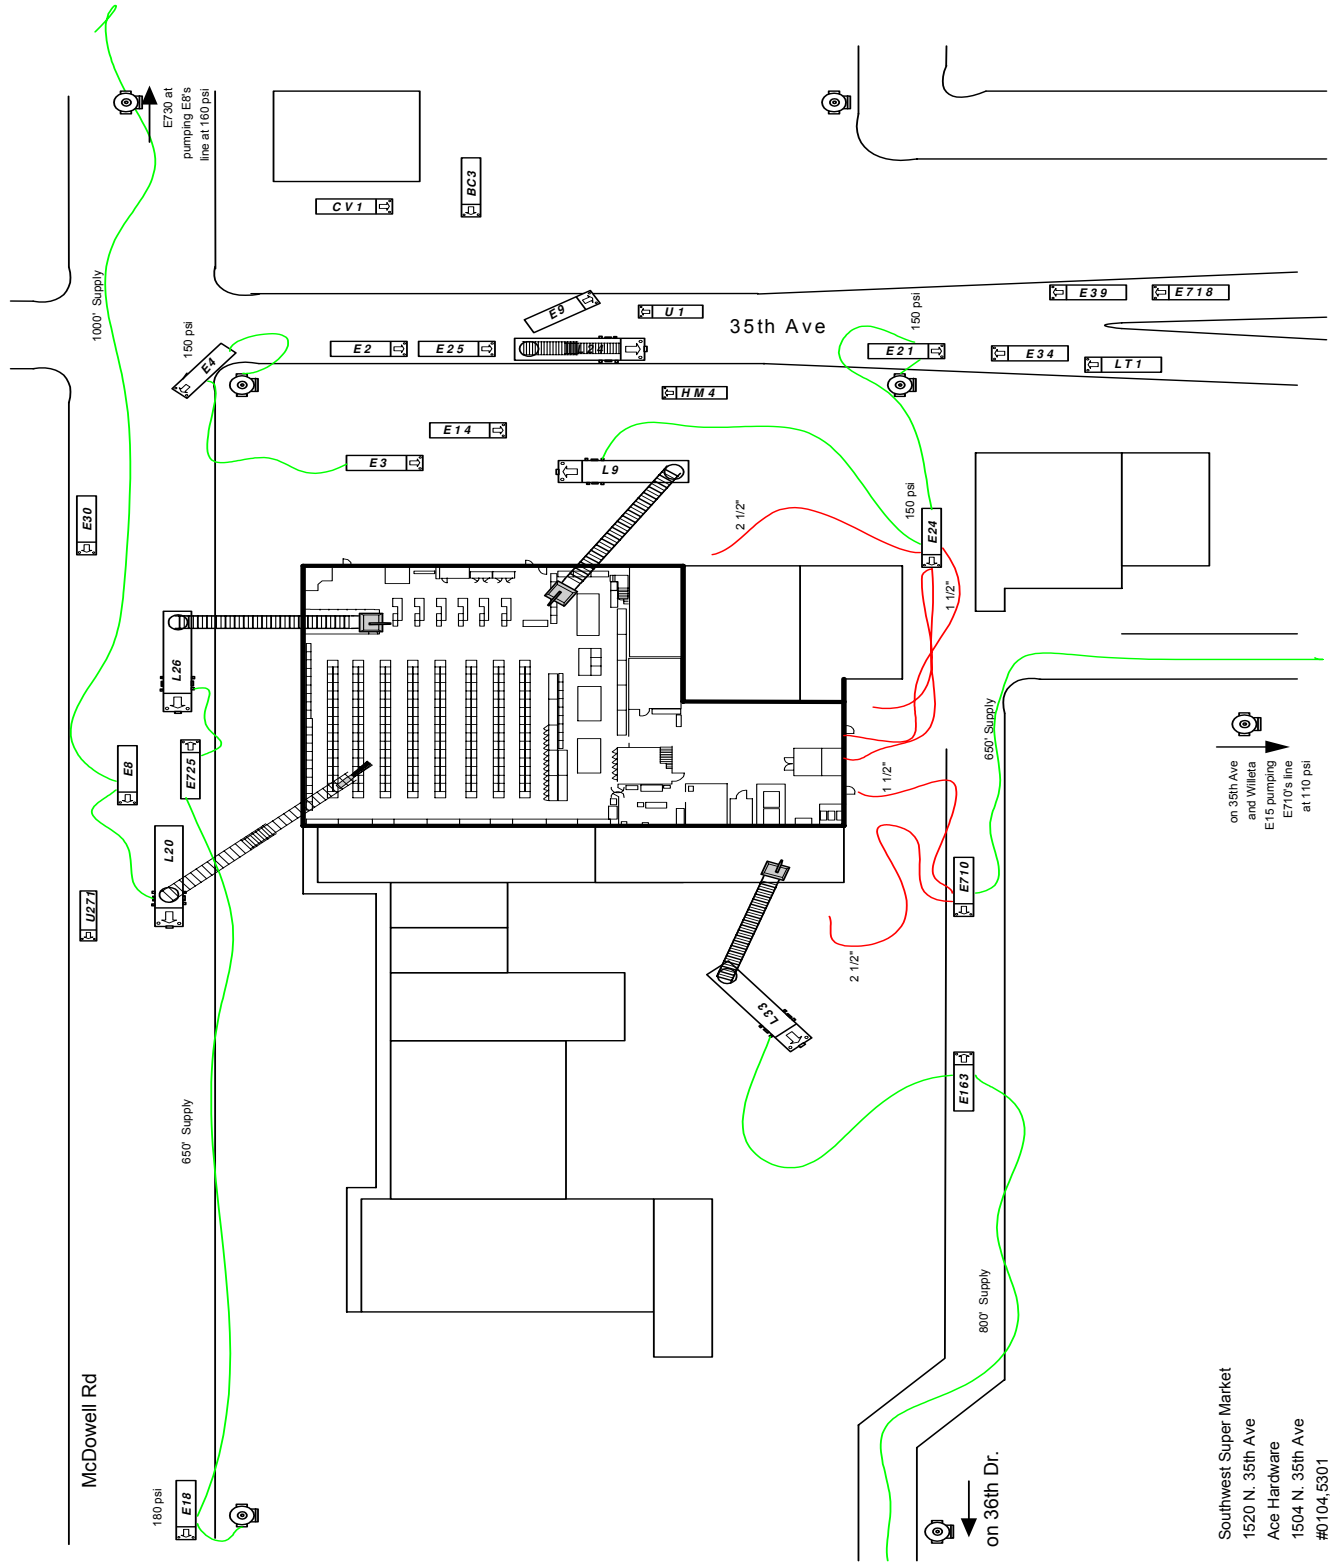 E730 at
pumping E8's
line at 160 psi
CV1
BC3
1000' Supply
150 psi
E4
E9
U1
35th Ave
E2
E25
L24
HM4
E39
E718
150 psi
E21
E34
LT1
E14
E3
L9
E30
2 1/2"
150 psi
E24
1 1/2"
L26
E8
E725
L20
U271
1 1/2"
650' Supply
on 35th Ave
and Willeta
E15 pumping
E710's line
at 110 psi
E710
2 1/2"
L33
E163
650' Supply
800' Supply
McDowell Rd
180 psi
E18
on 36th Dr.
Southwest Super Market
1520 N. 35th Ave
Ace Hardware
1504 N. 35th Ave
#0104,5301